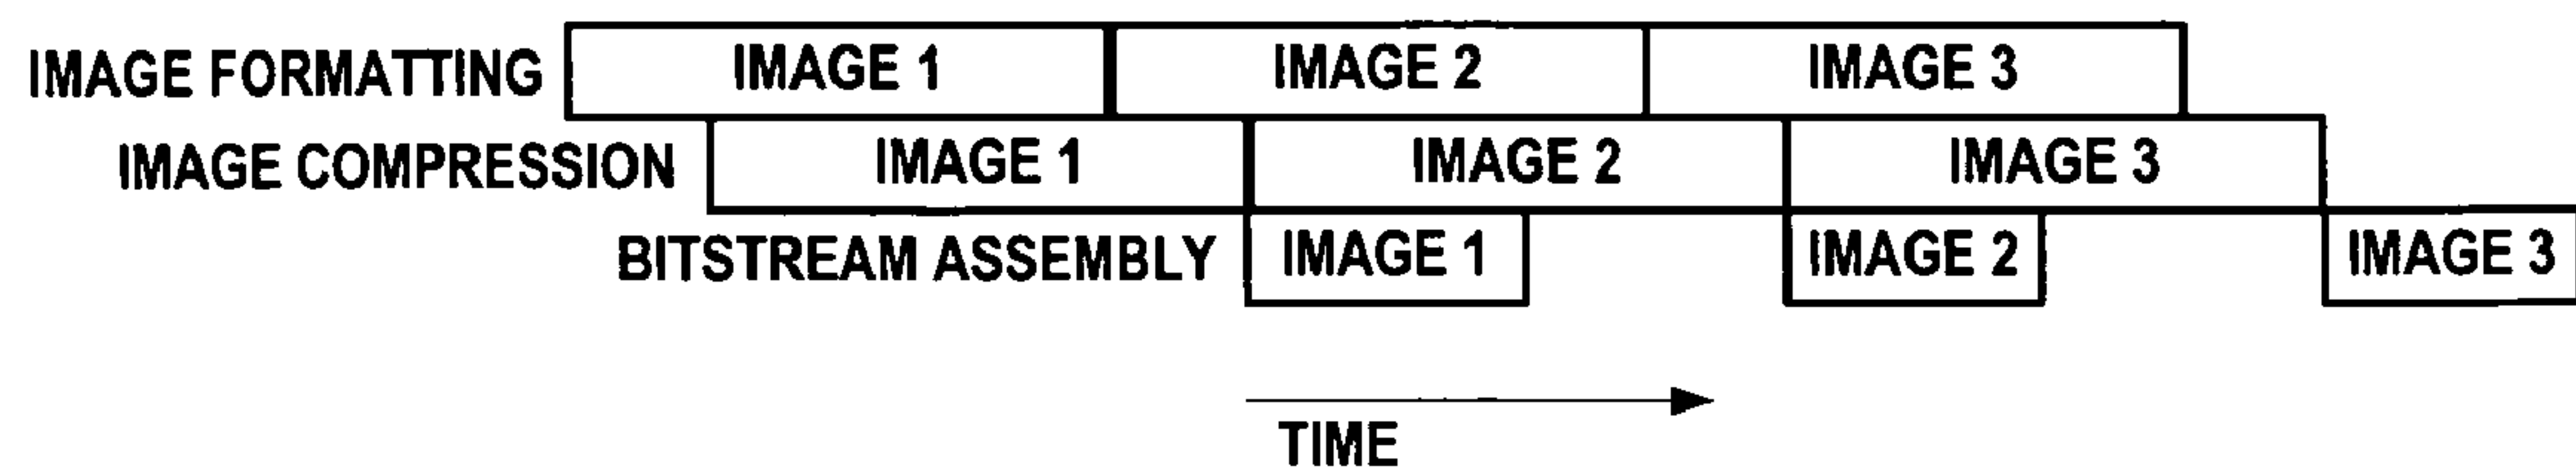 IMAGE FORMATTING IMAGE 1 IMAGE 2 IMAGE 3
IMAGE COMPRESSION IMAGE 1 IMAGE 2 IMAGE 3
BITSTREAM ASSEMBLY IMAGE 1 IMAGE 2 IMAGE 3
TIME